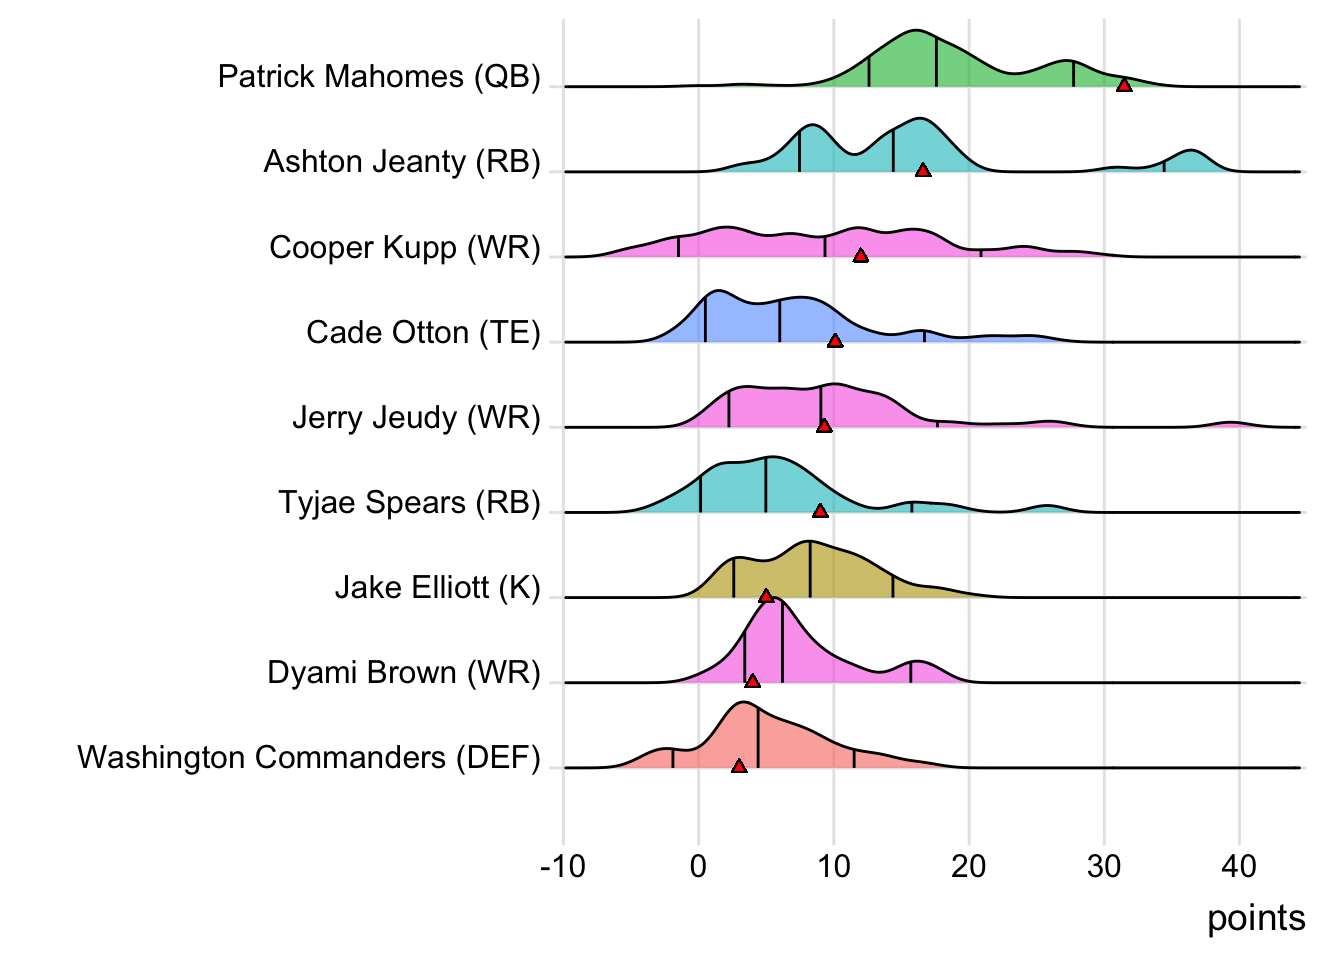 Patrick Mahomes (QB)
Ashton Jeanty (RB)
Cooper Kupp (WR)
Cade Otton (TE)
Jerry Jeudy (WR)
Tyjae Spears (RB)
Jake Elliott (K)
Dyami Brown (WR)
Washington Commanders (DEF)
-10 0 10 20 30 40
points